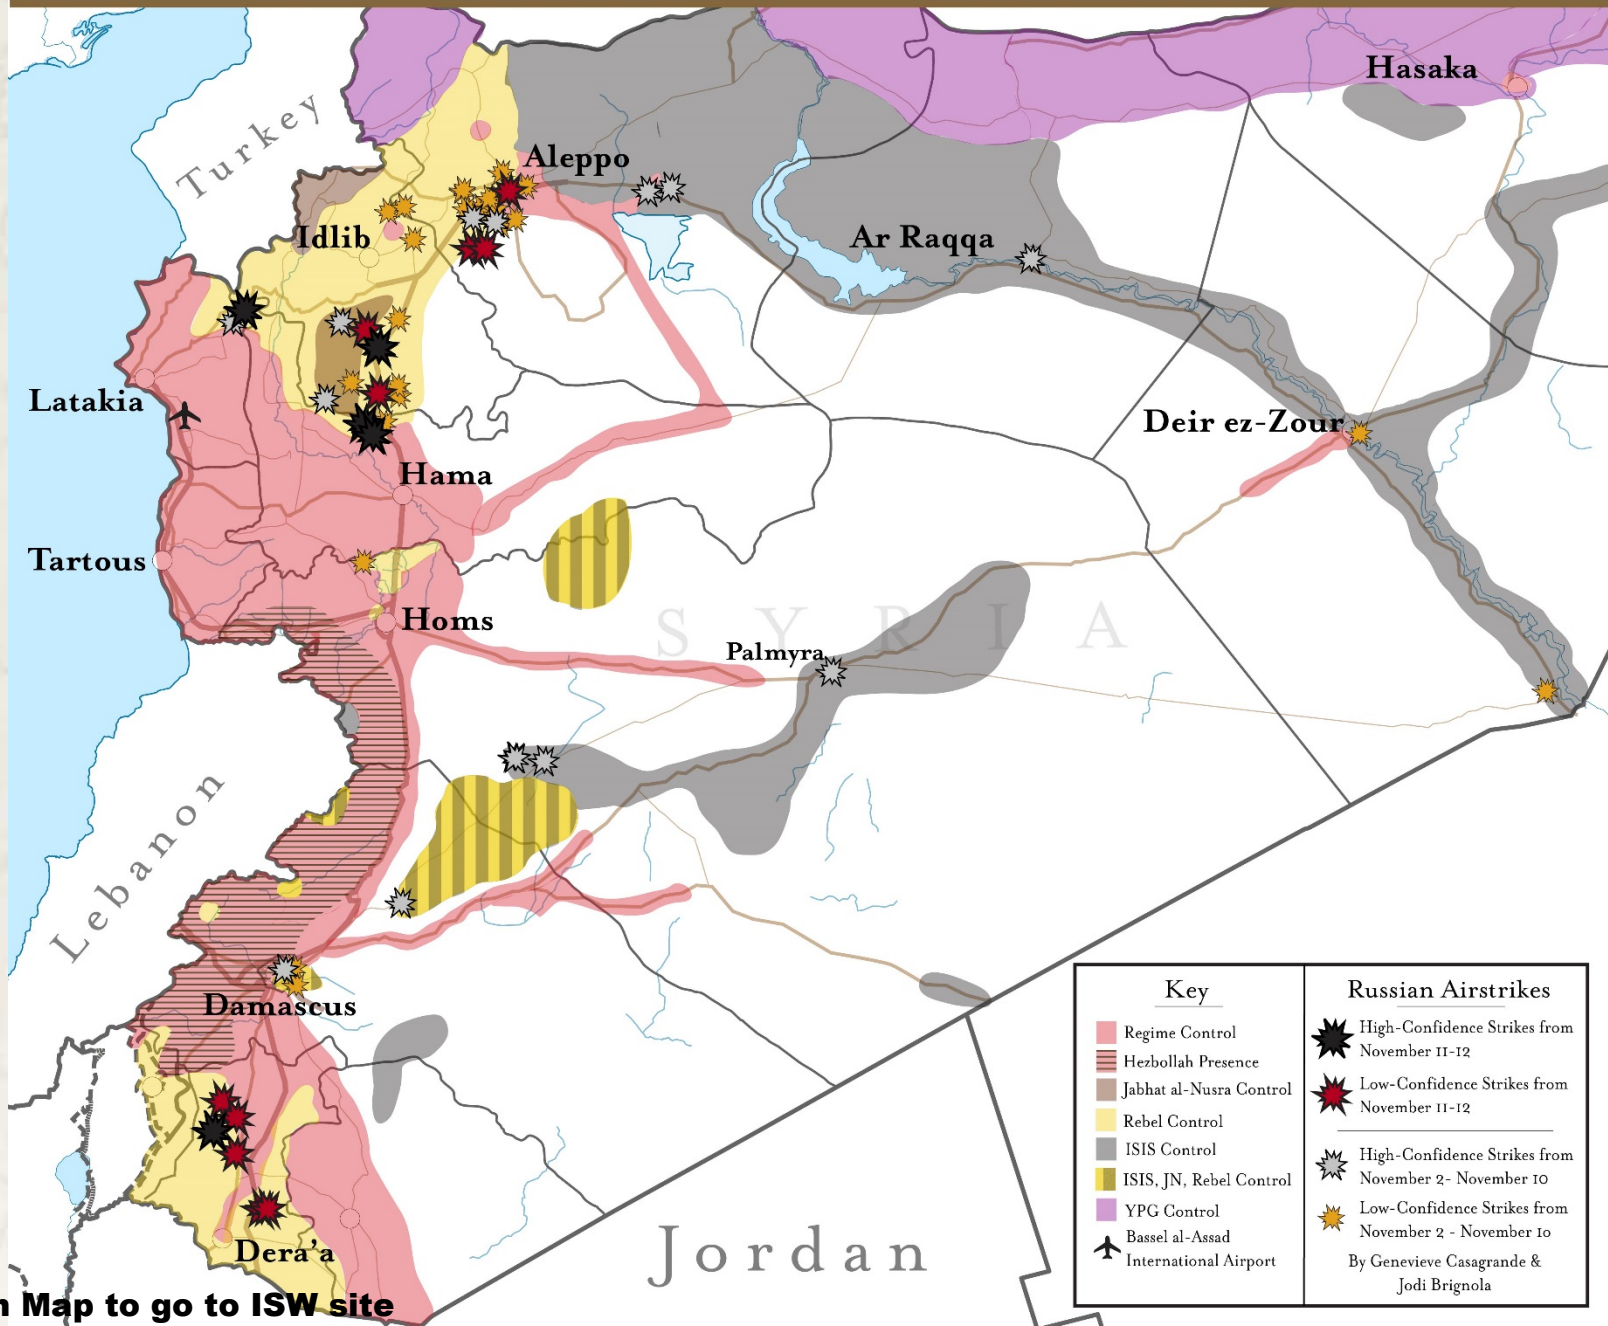 Hasaka
Turkey
Aleppo
Idlib
Ar Raqqa
Latakia
Deir ez-Zour
Hama
Tartous
Homs
SYRIA
Palmyra
Lebanon
Damascus
Dera'a
Jordan
Key
Regime Control
Hezbollah Presence
Jabhat al-Nusra Control
Rebel Control
ISIS Control
ISIS, JN, Rebel Control
YPG Control
Bassel al-Assad
International Airport
Russian Airstrikes
High-Confidence Strikes from
November 11-12
Low-Confidence Strikes from
November 11-12
High-Confidence Strikes from
November 2- November 10
Low-Confidence Strikes from
November 2 - November 10
By Genevieve Casagrande &
Jodi Brignola
Map to go to ISW site